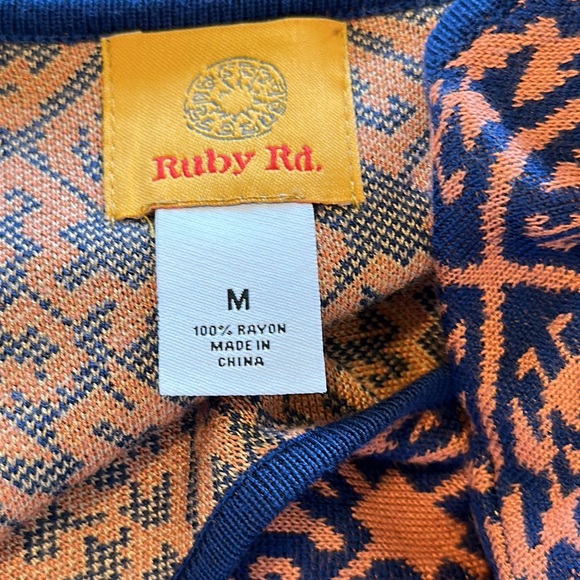 Ruby Rd.
M
100% RAYON
MADE IN
CHINA